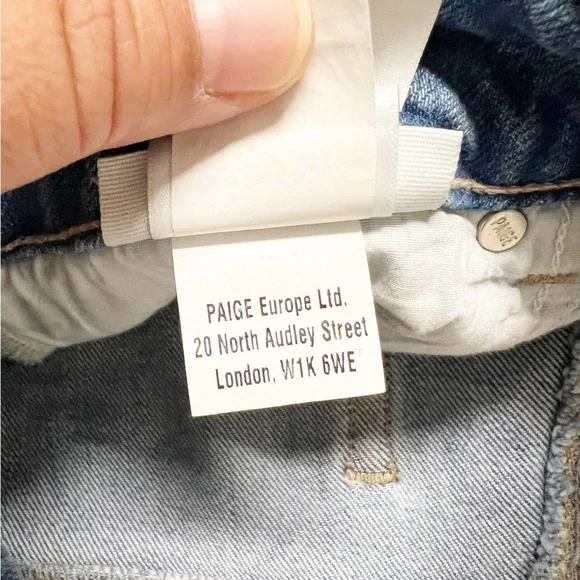 PAIGE
PAIGE Europe Ltd.
20 North Audley Street
London, W1K 6WE